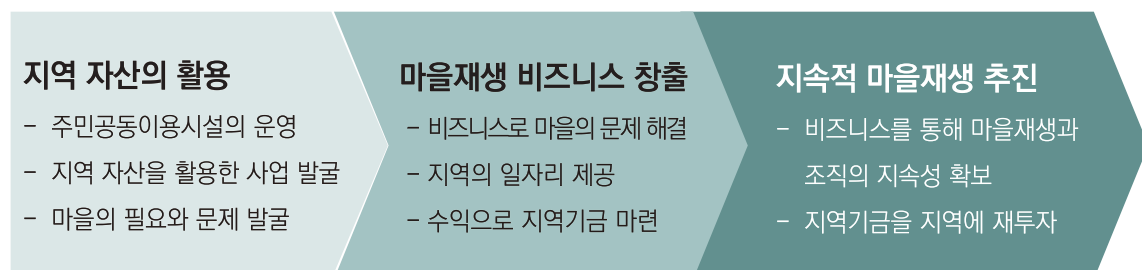 지역 자산의 활용
– 주민공동이용시설의 운영
– 지역 자산을 활용한 사업 발굴
– 마을의 필요와 문제 발굴
마을재생 비즈니스 창출
– 비즈니스로 마을의 문제 해결
– 지역의 일자리 제공
– 수익으로 지역기금 마련
지속적 마을재생 추진
– 비즈니스를 통해 마을재생과
조직의 지속성 확보
– 지역기금을 지역에 재투자